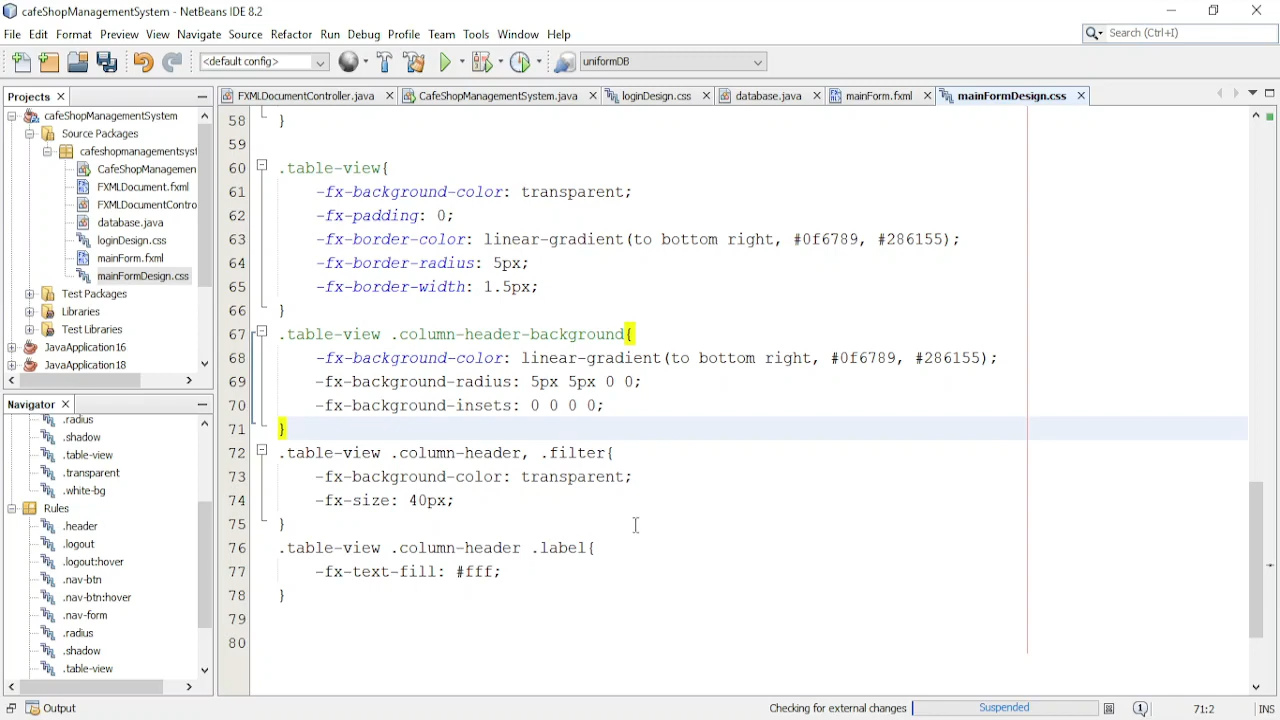 cafeShopManagementSystem - NetBeans IDE 8.2
File Edit Format Preview View Navigate Source Refactor Run Debug Profile Team Tools Window Help
Search (Ctrl+I)
<default config>
uniformDB
Projects
FXMLDocumentController.java
CafeShopManagementSystem.java
loginDesign.css
database.java
mainForm.fxml
mainFormDesign.css
cafeShopManagementSystem
Source Packages
cafeshopmanagementsyst
CafeShopManagemen
FXMLDocument.fxml
FXMLDocumentContro
database.java
loginDesign.css
mainForm.fxml
mainFormDesign.css
Test Packages
Libraries
Test Libraries
JavaApplication16
JavaApplication18
Navigator
.radius
.shadow
.table-view
.transparent
.white-bg
Rules
.header
.logout
.logout:hover
.nav-btn
.nav-btn:hover
.nav-form
.radius
.shadow
.table-view
58 }
59
60 .table-view{
61 -fx-background-color: transparent;
62 -fx-padding: 0;
63 -fx-border-color: linear-gradient(to bottom right, #0f6789, #286155);
64 -fx-border-radius: 5px;
65 -fx-border-width: 1.5px;
66 }
67 .table-view .column-header-background{
68 -fx-background-color: linear-gradient(to bottom right, #0f6789, #286155);
69 -fx-background-radius: 5px 5px 0 0;
70 -fx-background-insets: 0 0 0 0;
71 }
72 .table-view .column-header, .filter{
73 -fx-background-color: transparent;
74 -fx-size: 40px;
75 }
76 .table-view .column-header .label{
77 -fx-text-fill: #fff;
78 }
79
80
Output
Checking for external changes
Suspended
71:2
INS